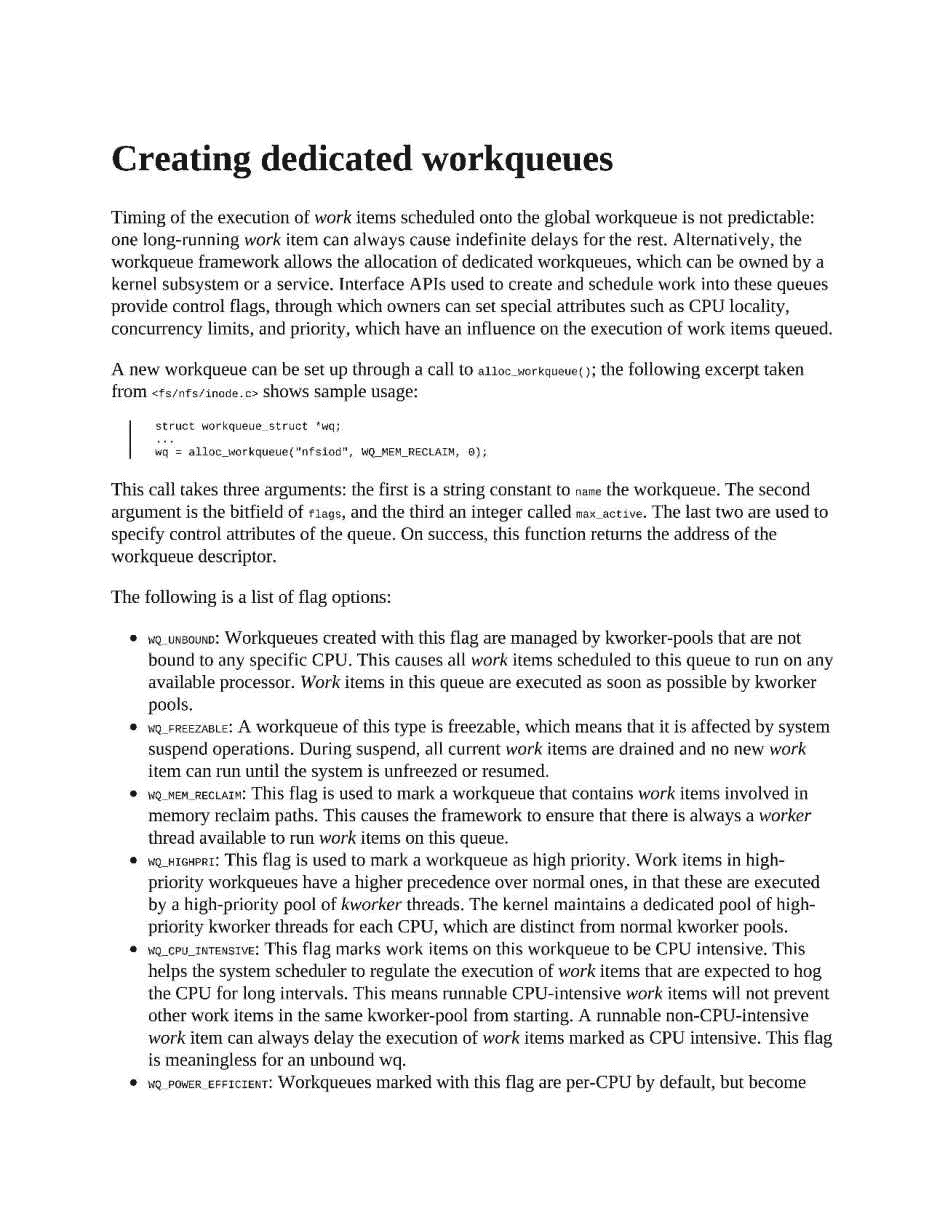 Creating dedicated workqueues
Timing of the execution of work items scheduled onto the global workqueue is not predictable:
one long-running work item can always cause indefinite delays for the rest. Alternatively, the
workqueue framework allows the allocation of dedicated workqueues, which can be owned by a
kernel subsystem or a service. Interface APIs used to create and schedule work into these queues
provide control flags, through which owners can set special attributes such as CPU locality,
concurrency limits, and priority, which have an influence on the execution of work items queued.
A new workqueue can be set up through a call to alloc_workqueue(); the following excerpt taken
from <fs/nfs/inode.c> shows sample usage:
struct workqueue_struct *wq;
...
wq = alloc_workqueue("nfsiod", WQ_MEM_RECLAIM, 0);
This call takes three arguments: the first is a string constant to name the workqueue. The second
argument is the bitfield of flags, and the third an integer called max_active. The last two are used to
specify control attributes of the queue. On success, this function returns the address of the
workqueue descriptor.
The following is a list of flag options:
• WQ_UNBOUND: Workqueues created with this flag are managed by kworker-pools that are not
bound to any specific CPU. This causes all work items scheduled to this queue to run on any
available processor. Work items in this queue are executed as soon as possible by kworker
pools.
• WQ_FREEZABLE: A workqueue of this type is freezable, which means that it is affected by system
suspend operations. During suspend, all current work items are drained and no new work
item can run until the system is unfreezed or resumed.
• WQ_MEM_RECLAIM: This flag is used to mark a workqueue that contains work items involved in
memory reclaim paths. This causes the framework to ensure that there is always a worker
thread available to run work items on this queue.
• WQ_HIGHPRI: This flag is used to mark a workqueue as high priority. Work items in high-
priority workqueues have a higher precedence over normal ones, in that these are executed
by a high-priority pool of kworker threads. The kernel maintains a dedicated pool of high-
priority kworker threads for each CPU, which are distinct from normal kworker pools.
• WQ_CPU_INTENSIVE: This flag marks work items on this workqueue to be CPU intensive. This
helps the system scheduler to regulate the execution of work items that are expected to hog
the CPU for long intervals. This means runnable CPU-intensive work items will not prevent
other work items in the same kworker-pool from starting. A runnable non-CPU-intensive
work item can always delay the execution of work items marked as CPU intensive. This flag
is meaningless for an unbound wq.
• WQ_POWER_EFFICIENT: Workqueues marked with this flag are per-CPU by default, but become